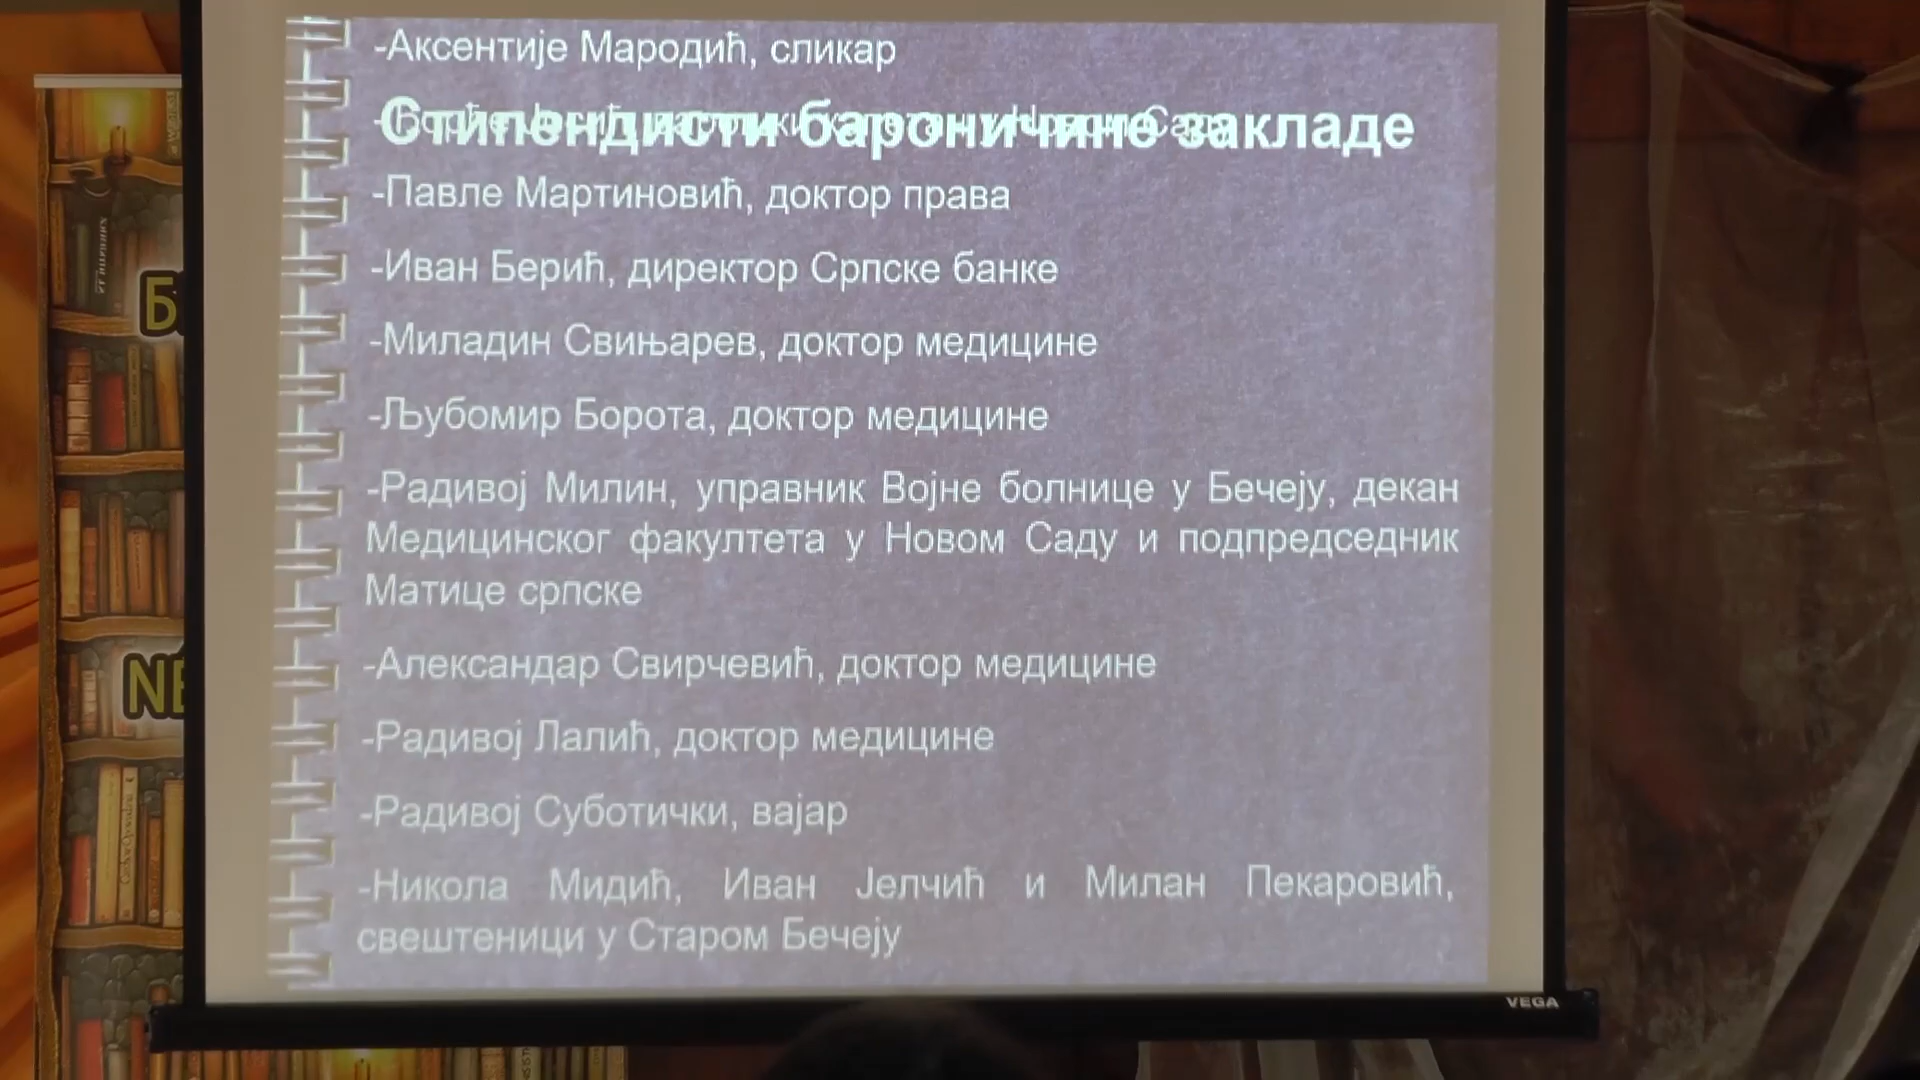 -Аксентије Мародић, сликар
Стипендисти бароничине закладе
-Павле Мартиновић, доктор права
-Иван Берић, директор Српске банке
-Миладин Свињарев, доктор медицине
-Љубомир Борота, доктор медицине
-Радивој Милин, управник Војне болнице у Бечеју, декан
Медицинског факултета у Новом Саду и подпредседник
Матице српске
-Александар Свирчевић, доктор медицине
-Радивој Лалић, доктор медицине
-Радивој Суботички, вајар
-Никола Мидић, Иван Јелчић и Милан Пекаровић,
свештеници у Старом Бечеју
VEGA